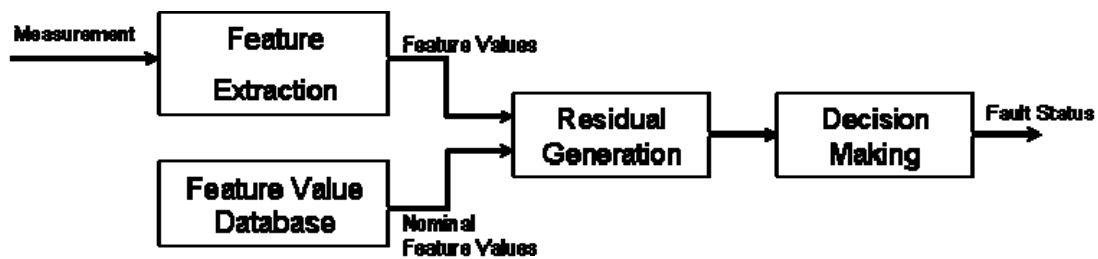 Measurement
Feature
Extraction
Feature Values
Residual
Generation
Decision
Making
Fault Status
Feature Value
Database
Nominal
Feature Values